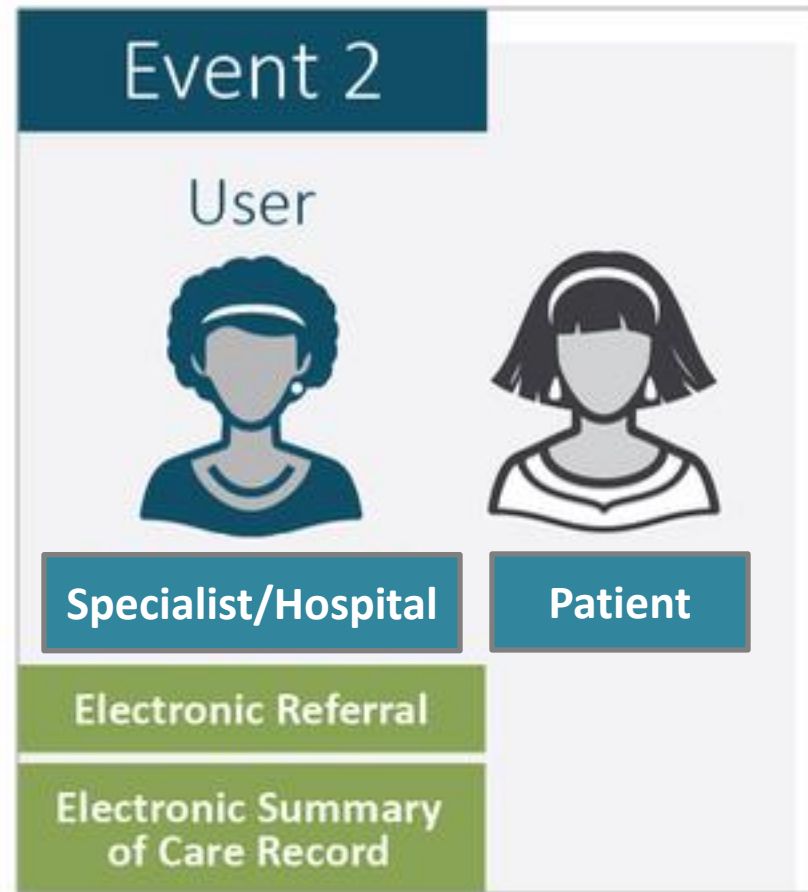 Event 2
User
Specialist/Hospital
Patient
Electronic Referral
Electronic Summary
of Care Record